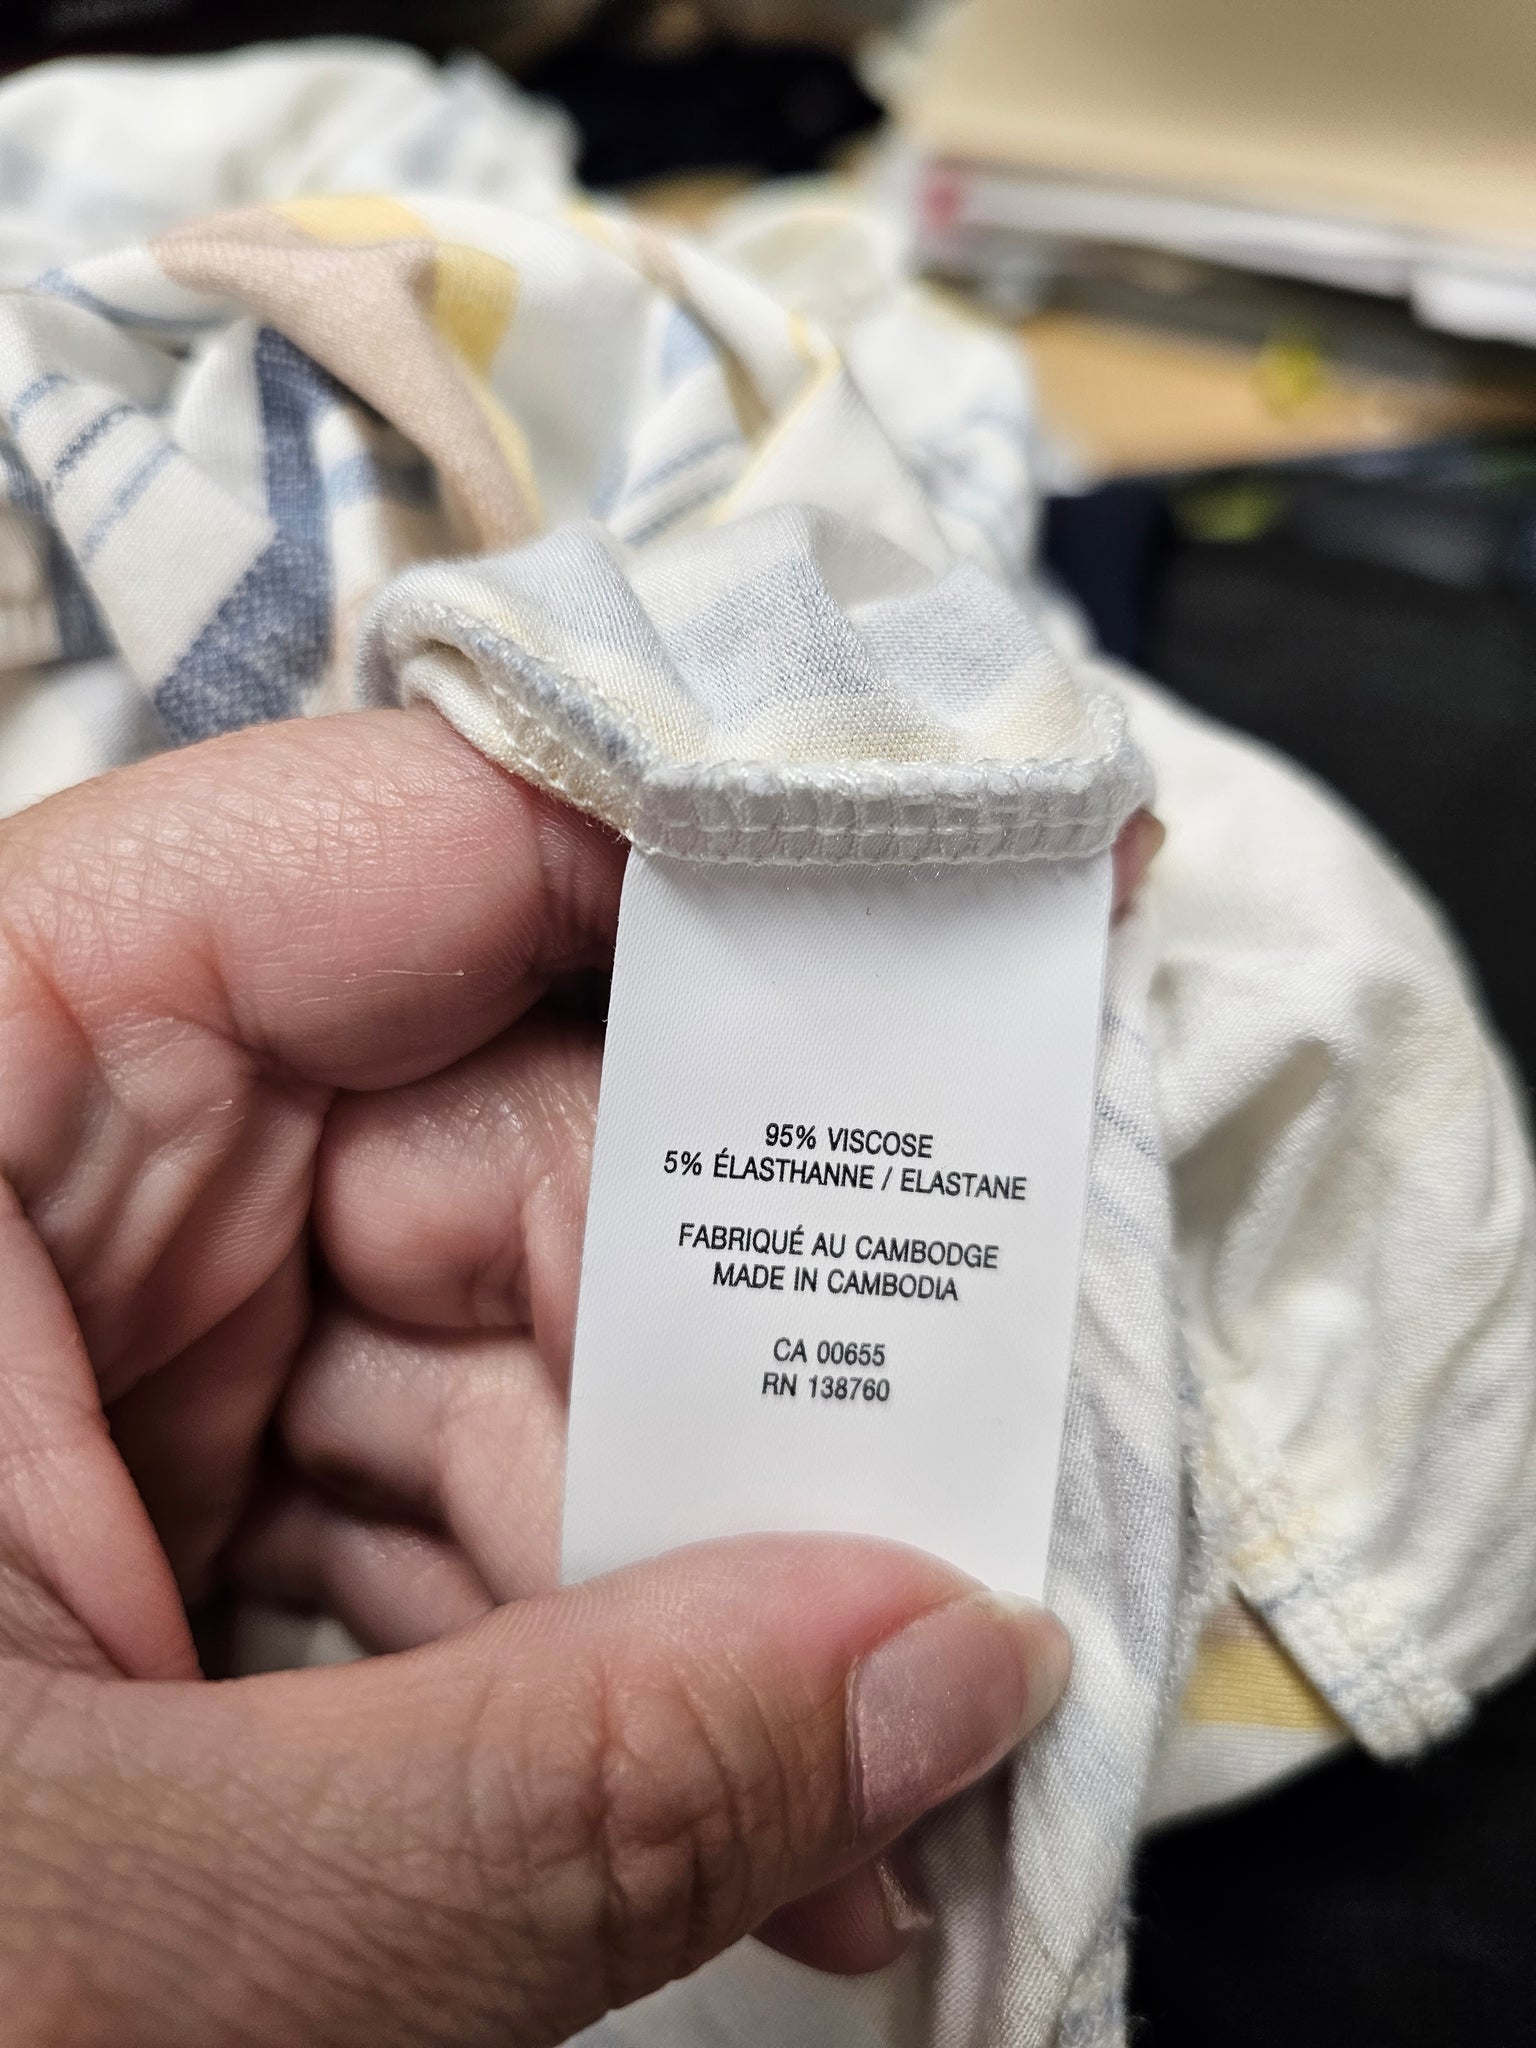 95% VISCOSE
5% ÉLASTHANNE / ELASTANE
FABRIQUÉ AU CAMBODGE
MADE IN CAMBODIA
CA 00655
RN 138760